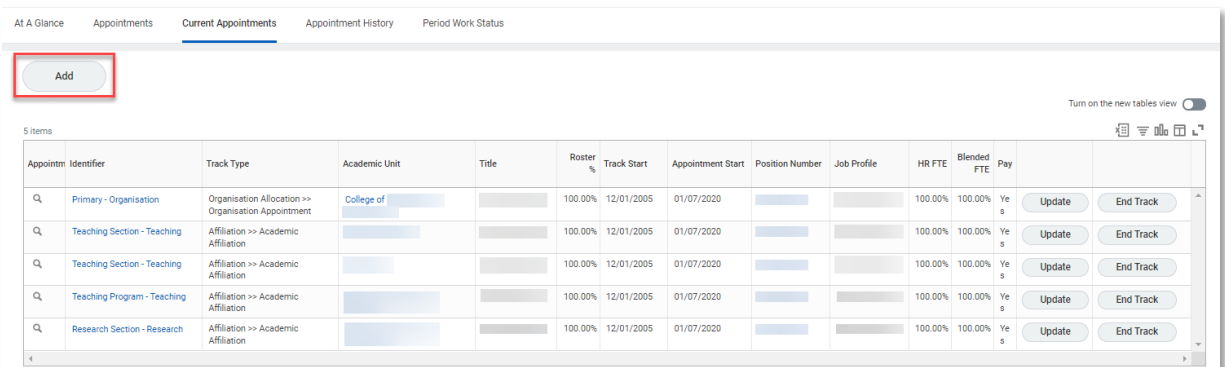 At A Glance Appointments Current Appointments Appointment History Period Work Status
Add
Turn on the new tables view
5 items
Appointm Identifier Track Type Academic Unit Title Roster % Track Start Appointment Start Position Number Job Profile HR FTE Blended FTE Pay
Primary - Organisation Organisation Allocation >> Organisation Appointment College of 100.00% 12/01/2005 01/07/2020 100.00% 100.00% Yes Update End Track
Teaching Section - Teaching Affiliation >> Academic Affiliation 100.00% 12/01/2005 01/07/2020 100.00% 100.00% Yes Update End Track
Teaching Section - Teaching Affiliation >> Academic Affiliation 100.00% 12/01/2005 01/07/2020 100.00% 100.00% Yes Update End Track
Teaching Program - Teaching Affiliation >> Academic Affiliation 100.00% 12/01/2005 01/07/2020 100.00% 100.00% Yes Update End Track
Research Section - Research Affiliation >> Academic Affiliation 100.00% 12/01/2005 01/07/2020 100.00% 100.00% Yes Update End Track